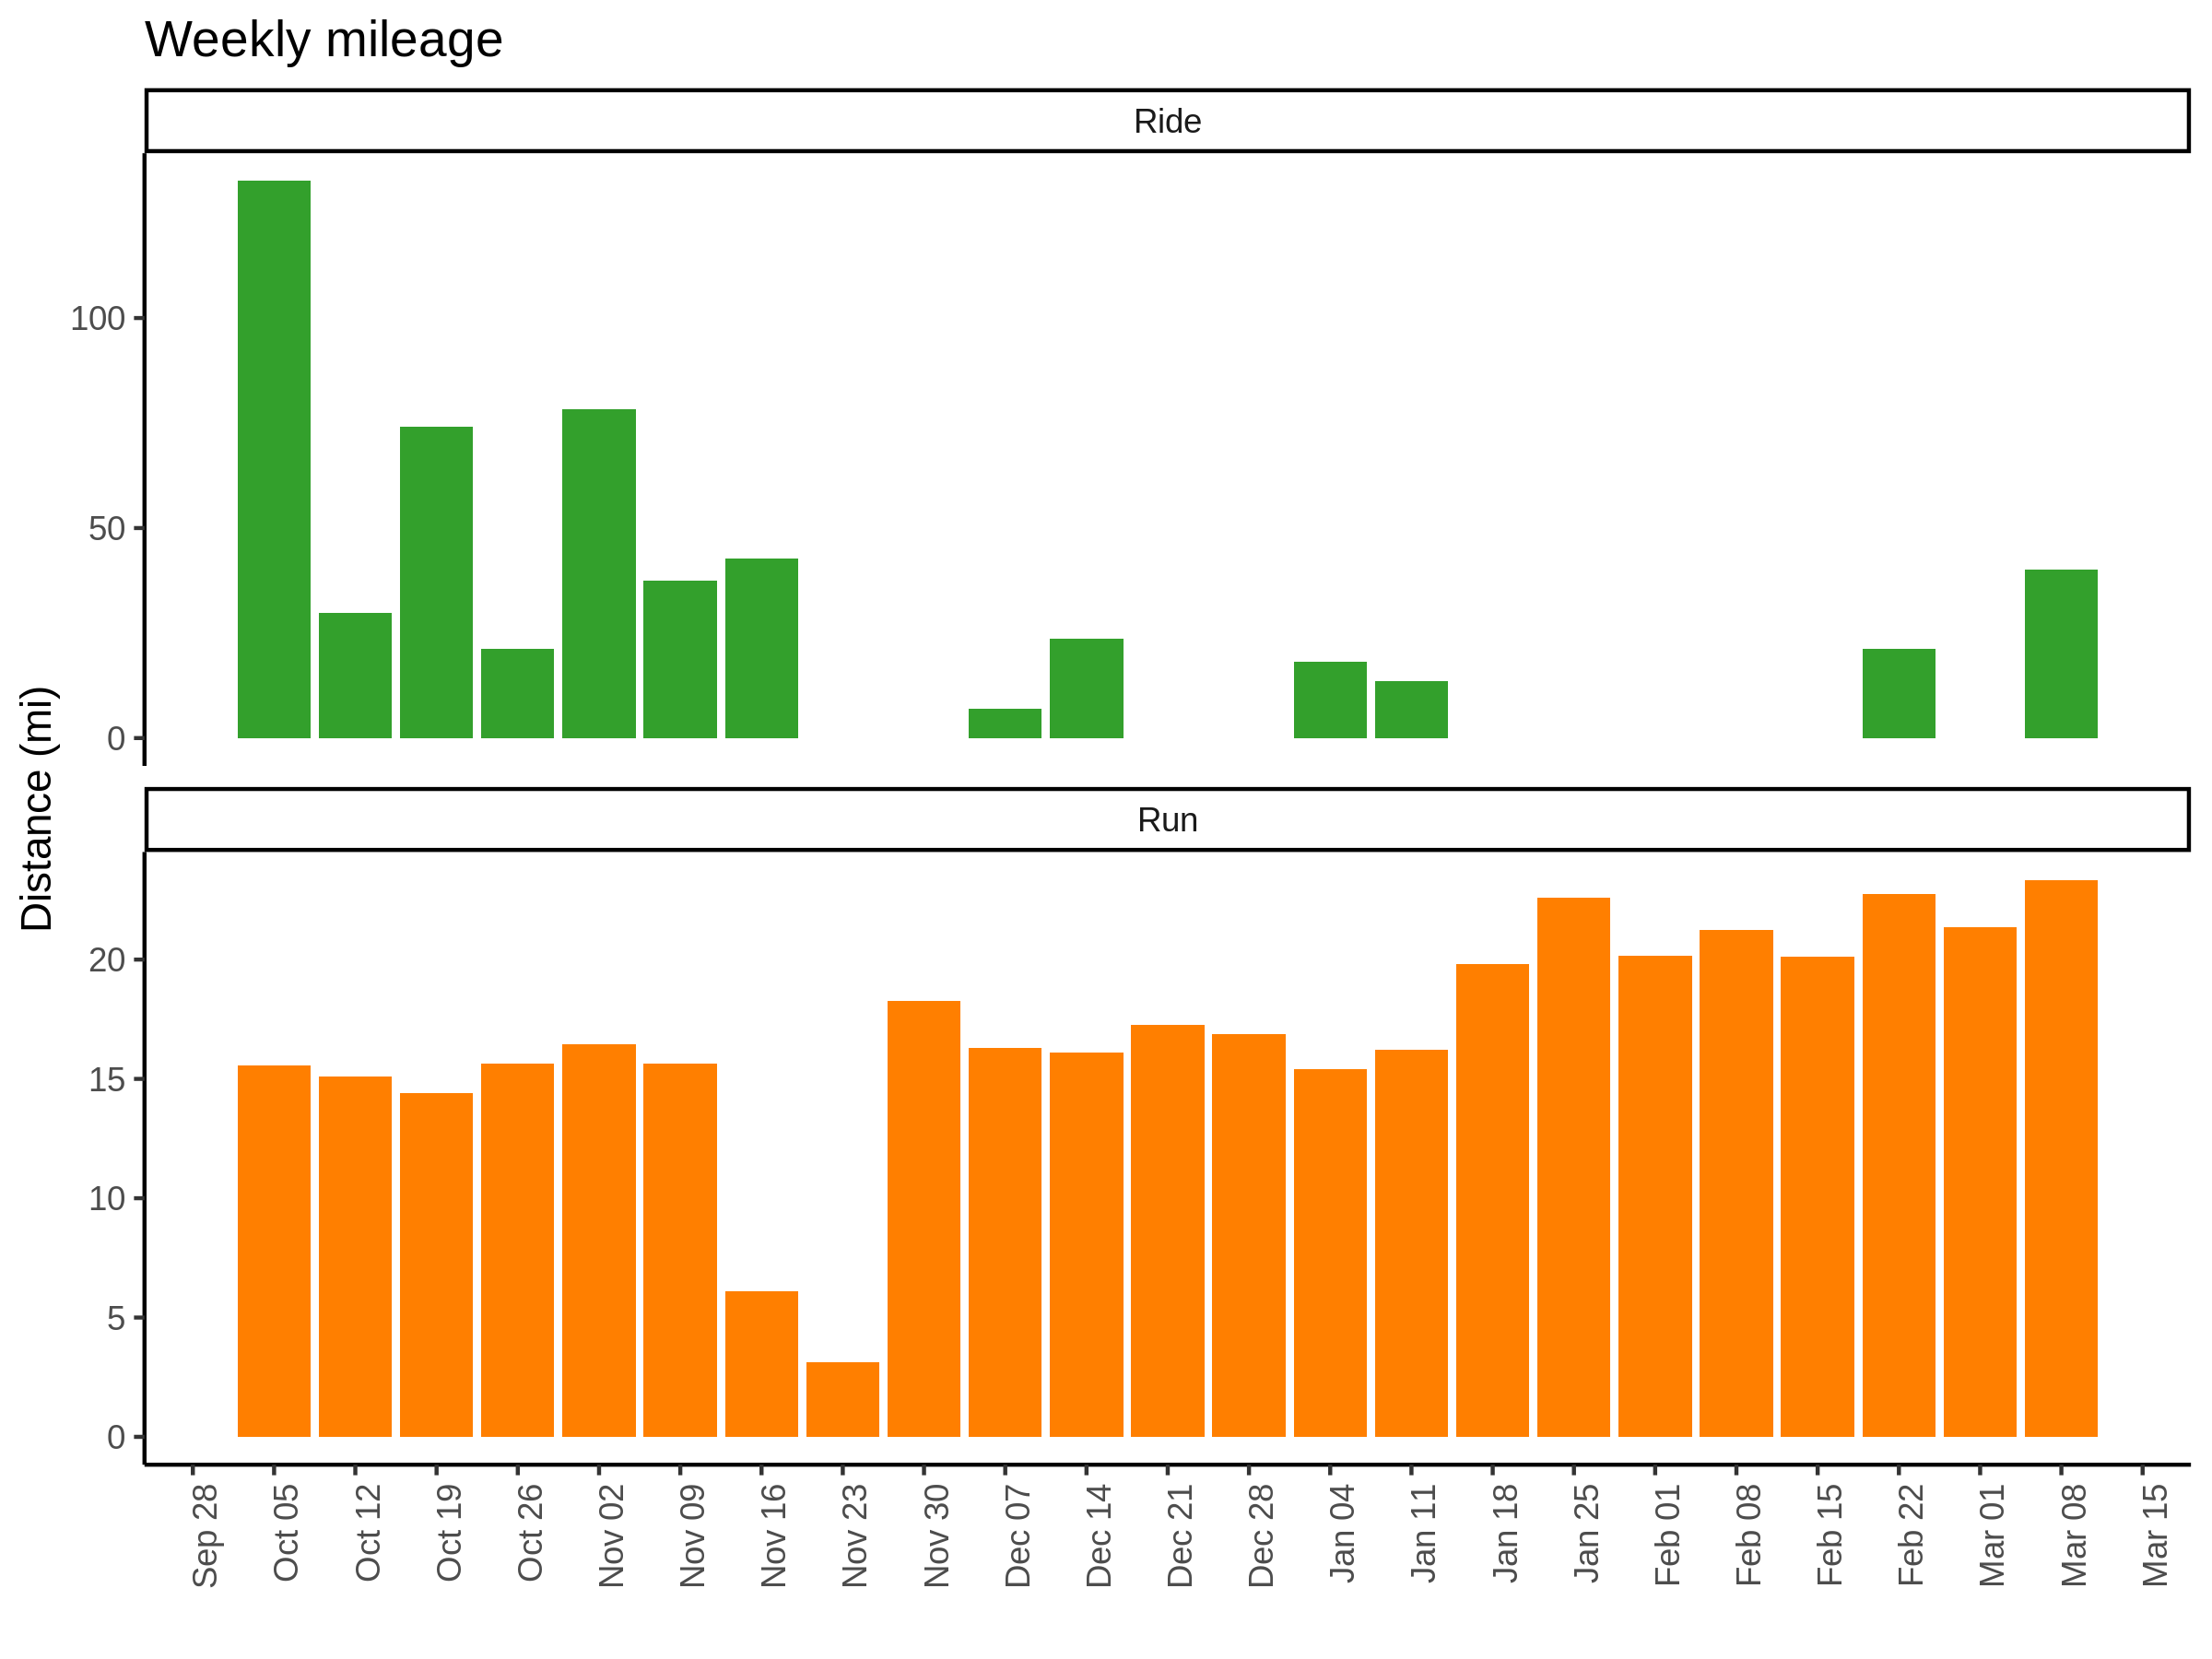 Weekly mileage
Ride
100
50
0
Distance (mi)
Run
20
15
10
5
0
Sep 28
Oct 05
Oct 12
Oct 19
Oct 26
Nov 02
Nov 09
Nov 16
Nov 23
Nov 30
Dec 07
Dec 14
Dec 21
Dec 28
Jan 04
Jan 11
Jan 18
Jan 25
Feb 01
Feb 08
Feb 15
Feb 22
Mar 01
Mar 08
Mar 15